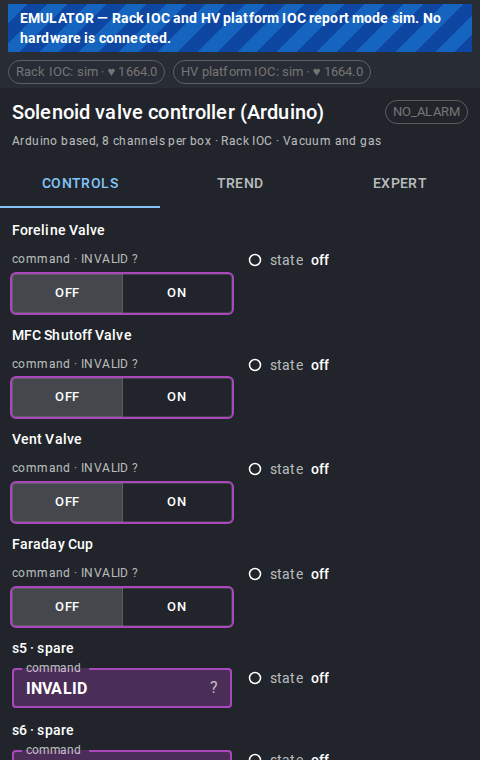 EMULATOR — Rack IOC and HV platform IOC report mode sim. No
hardware is connected.
Rack IOC: sim · ♥ 1664.0
HV platform IOC: sim · ♥ 1664.0
Solenoid valve controller (Arduino)
NO_ALARM
Arduino based, 8 channels per box · Rack IOC · Vacuum and gas
CONTROLS
TREND
EXPERT
Foreline Valve
command · INVALID ?
state off
OFF
ON
MFC Shutoff Valve
command · INVALID ?
state off
OFF
ON
Vent Valve
command · INVALID ?
state off
OFF
ON
Faraday Cup
command · INVALID ?
state off
OFF
ON
s5 · spare
command
INVALID ?
state off
s6 · spare
command
state off